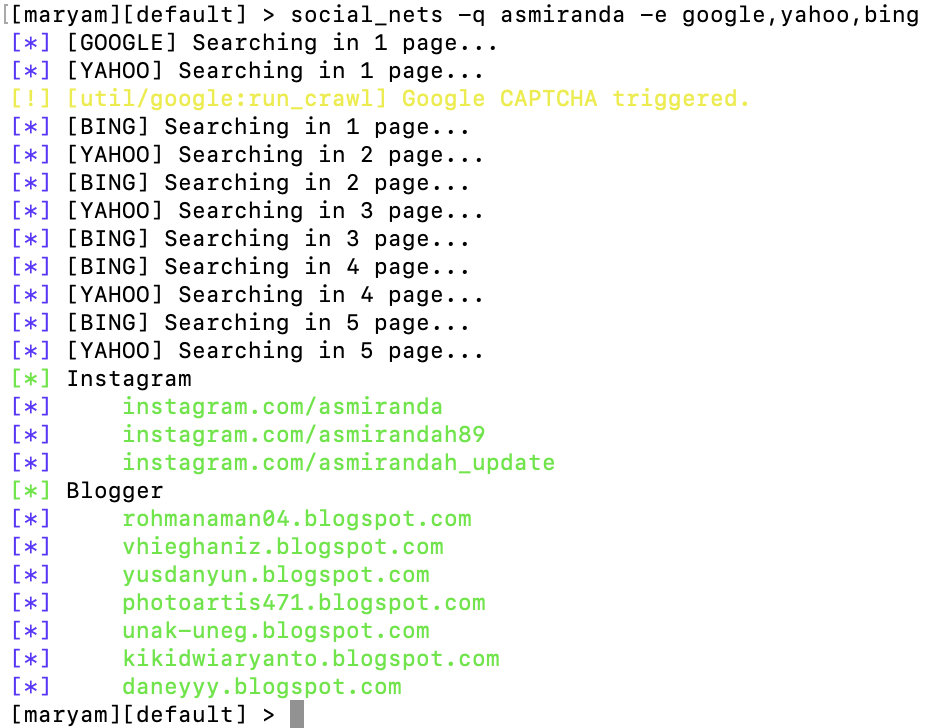 [[maryam][default] > social_nets -q asmiranda -e google,yahoo,bing
[*] [GOOGLE] Searching in 1 page...
[*] [YAHOO] Searching in 1 page...
[!] [util/google:run_crawl] Google CAPTCHA triggered.
[*] [BING] Searching in 1 page...
[*] [YAHOO] Searching in 2 page...
[*] [BING] Searching in 2 page...
[*] [YAHOO] Searching in 3 page...
[*] [BING] Searching in 3 page...
[*] [BING] Searching in 4 page...
[*] [YAHOO] Searching in 4 page...
[*] [BING] Searching in 5 page...
[*] [YAHOO] Searching in 5 page...
[*] Instagram
[*]     instagram.com/asmiranda
[*]     instagram.com/asmirandah89
[*]     instagram.com/asmirandah_update
[*] Blogger
[*]     rohmanaman04.blogspot.com
[*]     vhieghaniz.blogspot.com
[*]     yusdanyun.blogspot.com
[*]     photoartis471.blogspot.com
[*]     unak-uneg.blogspot.com
[*]     kikidwiaryanto.blogspot.com
[*]     daneyyy.blogspot.com
[maryam][default] >